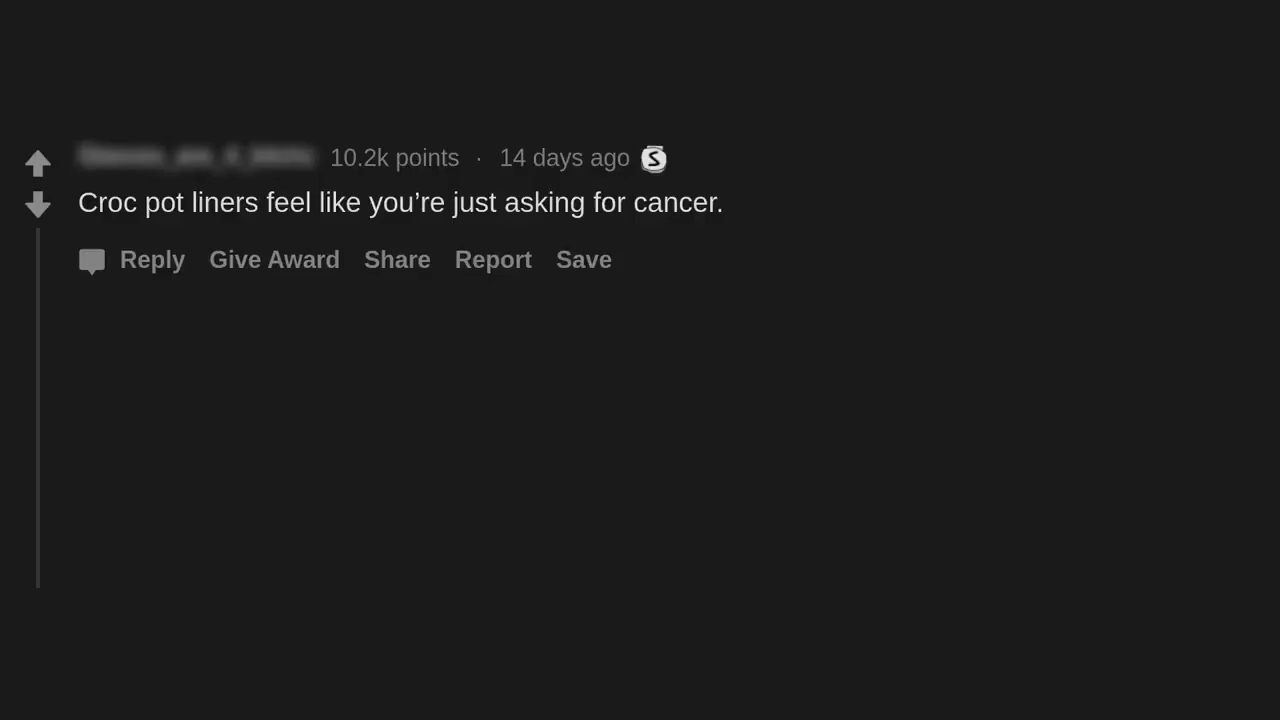 10.2k points · 14 days ago S
Croc pot liners feel like you’re just asking for cancer.
Reply Give Award Share Report Save